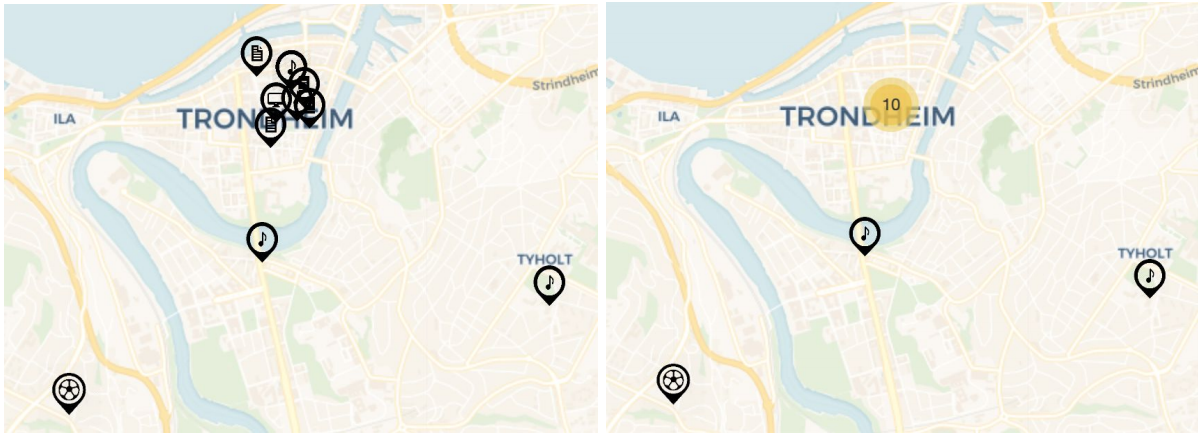 Strindheim
ILA
TRONDHEIM
TYHOLT
Strindheim
ILA
10
TRONDHEIM
TYHOLT